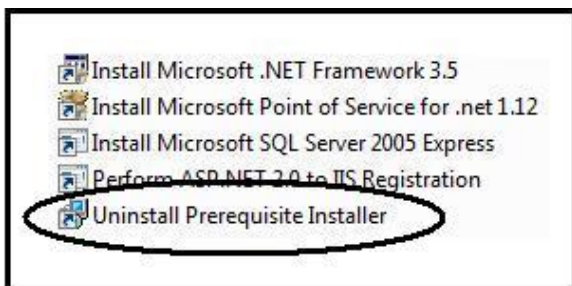 Install Microsoft .NET Framework 3.5
Install Microsoft Point of Service for .net 1.12
Install Microsoft SQL Server 2005 Express
Perform ASP.NET 2.0 to IIS Registration
Uninstall Prerequisite Installer